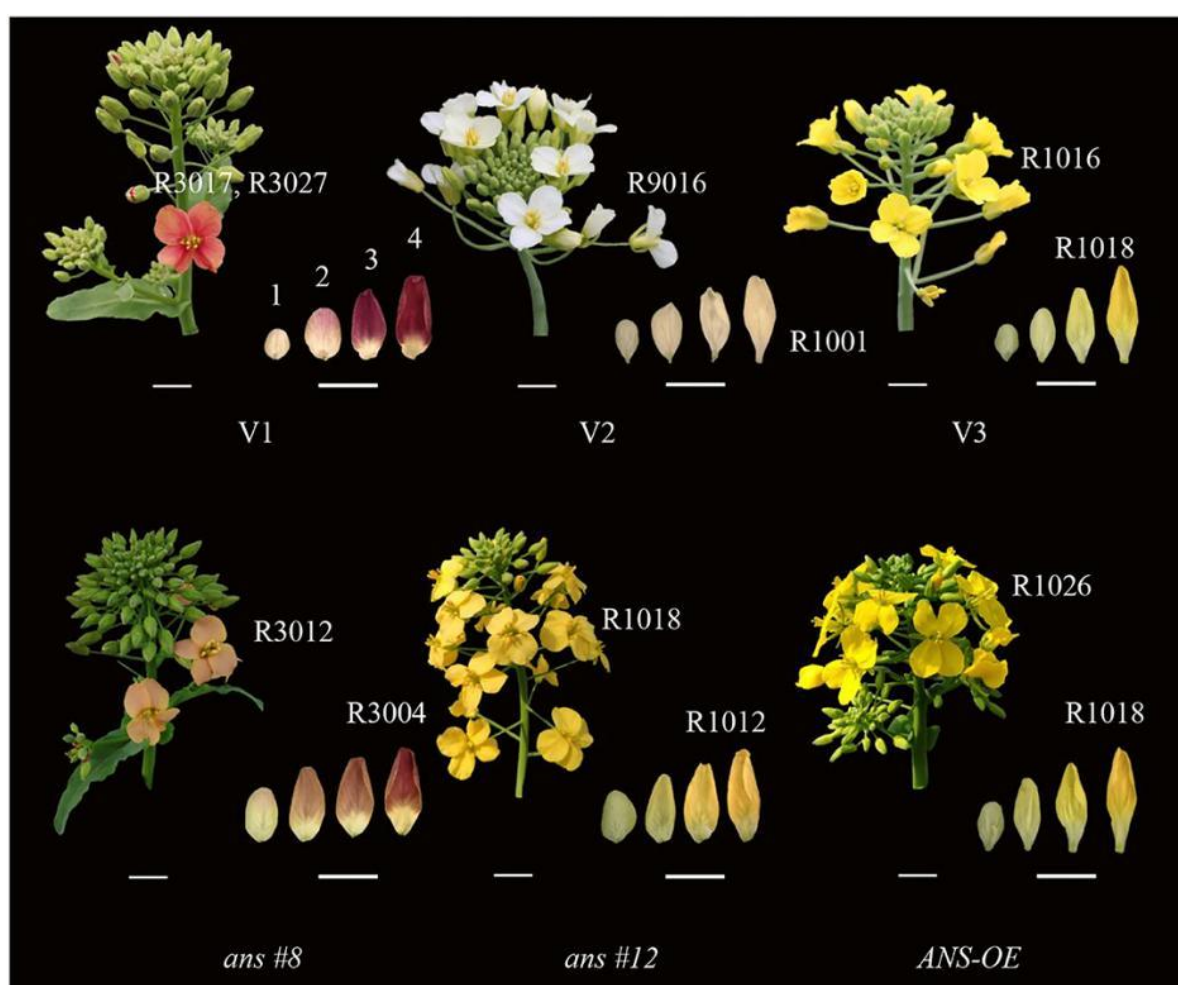 R3017, R3027
1
2
3
4
V1
R9016
R1001
V2
R1016
R1018
V3
R3012
R3004
ans #8
R1018
R1012
ans #12
R1026
R1018
ANS-OE